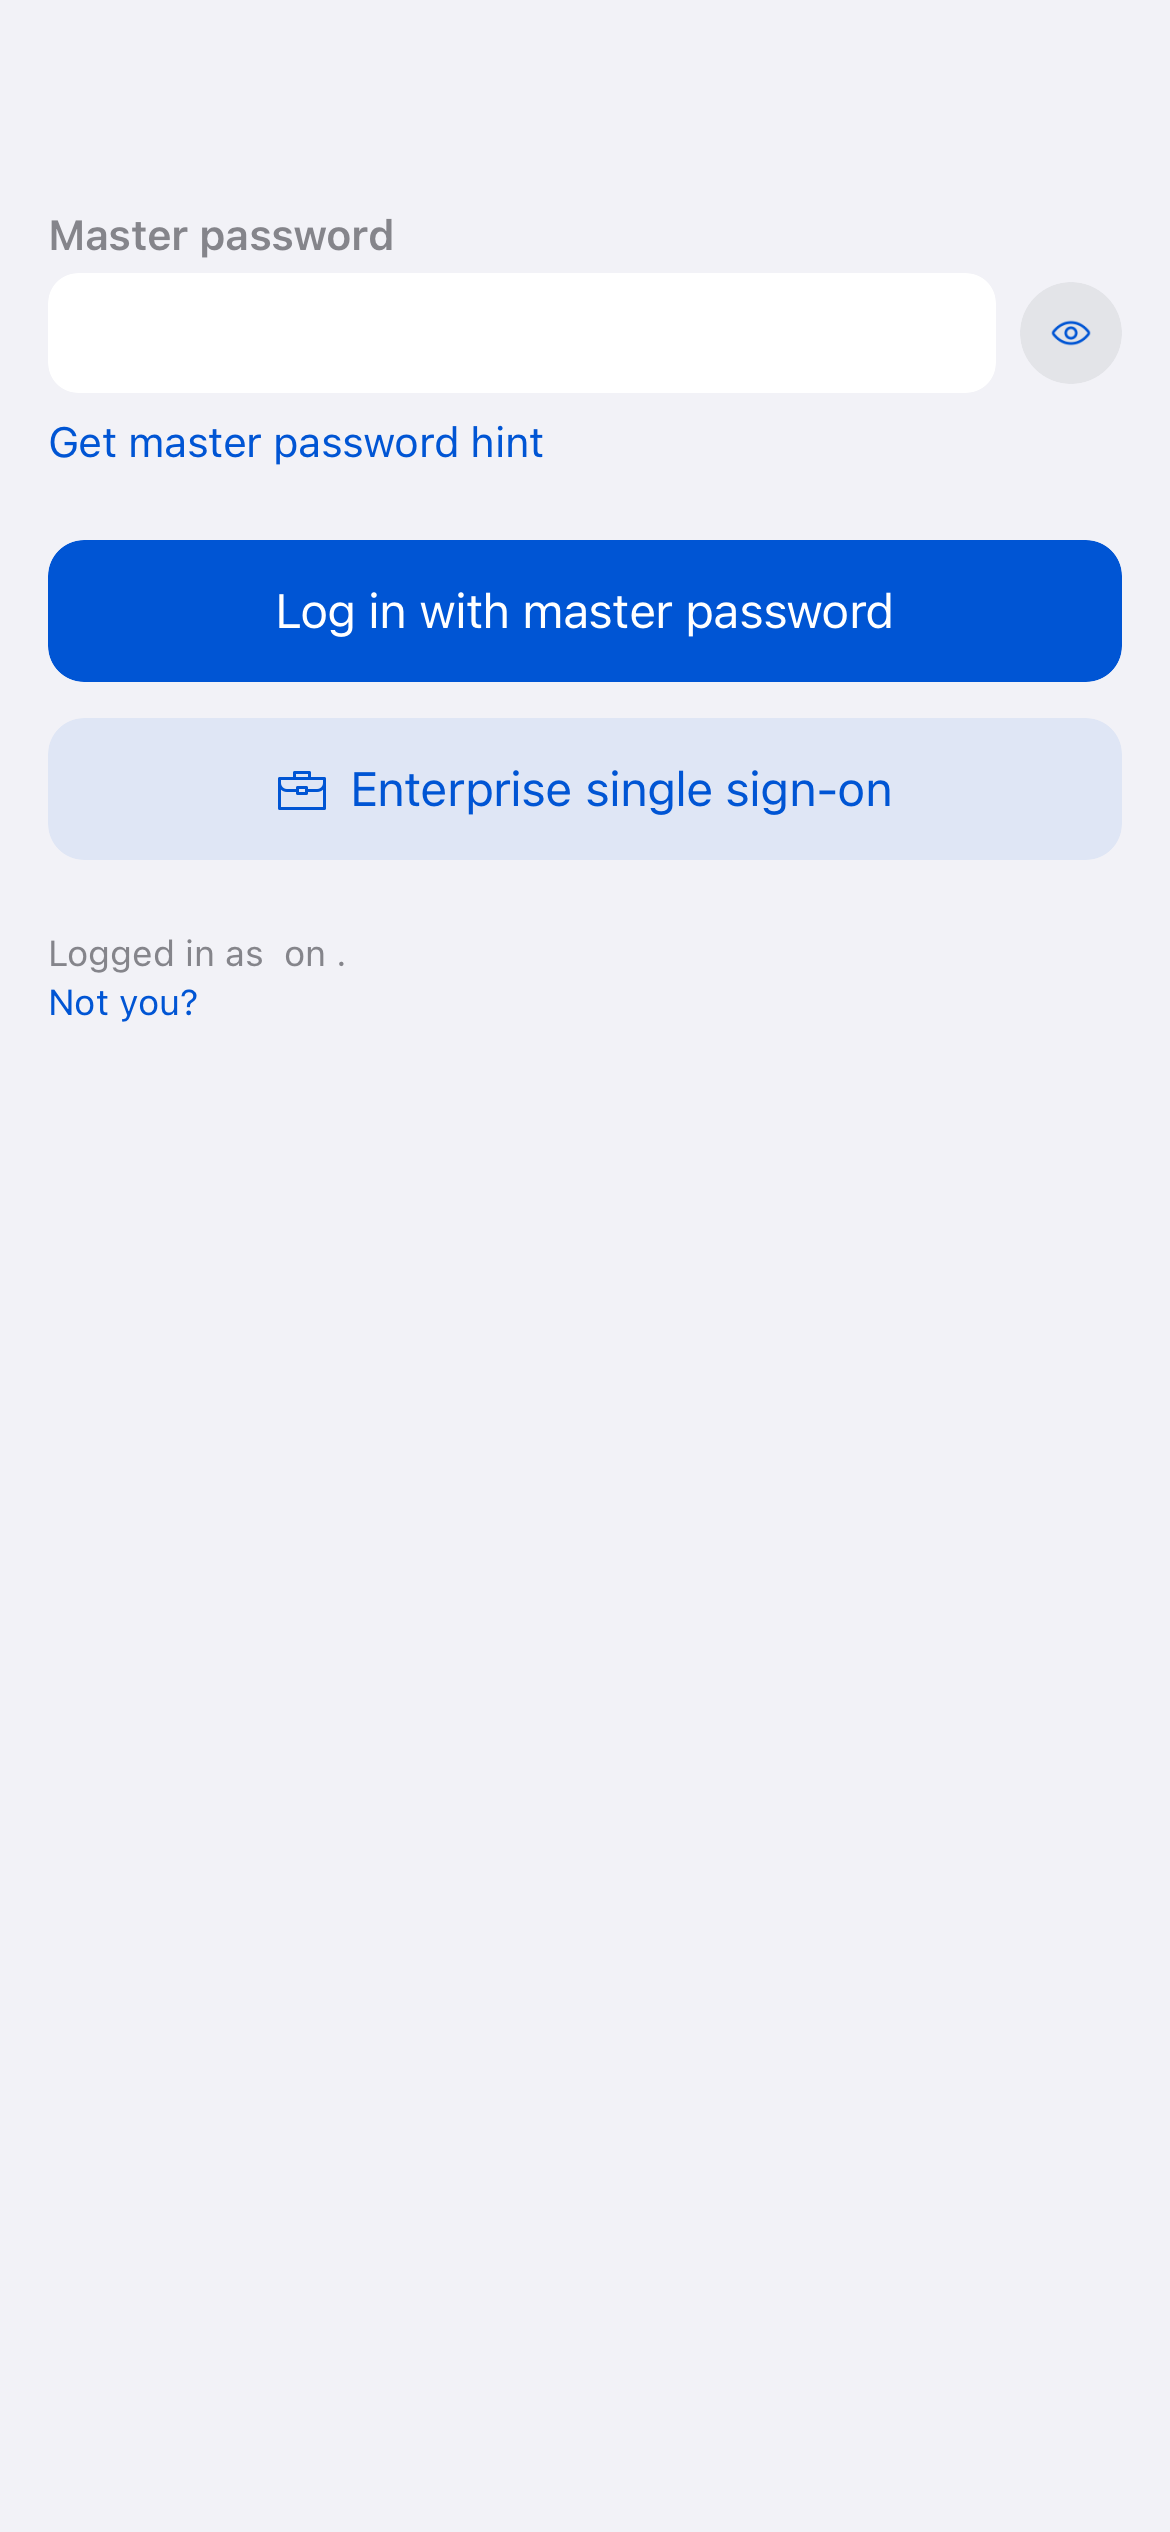 Master password
Get master password hint
Log in with master password
Enterprise single sign-on
Logged in as  on .
Not you?